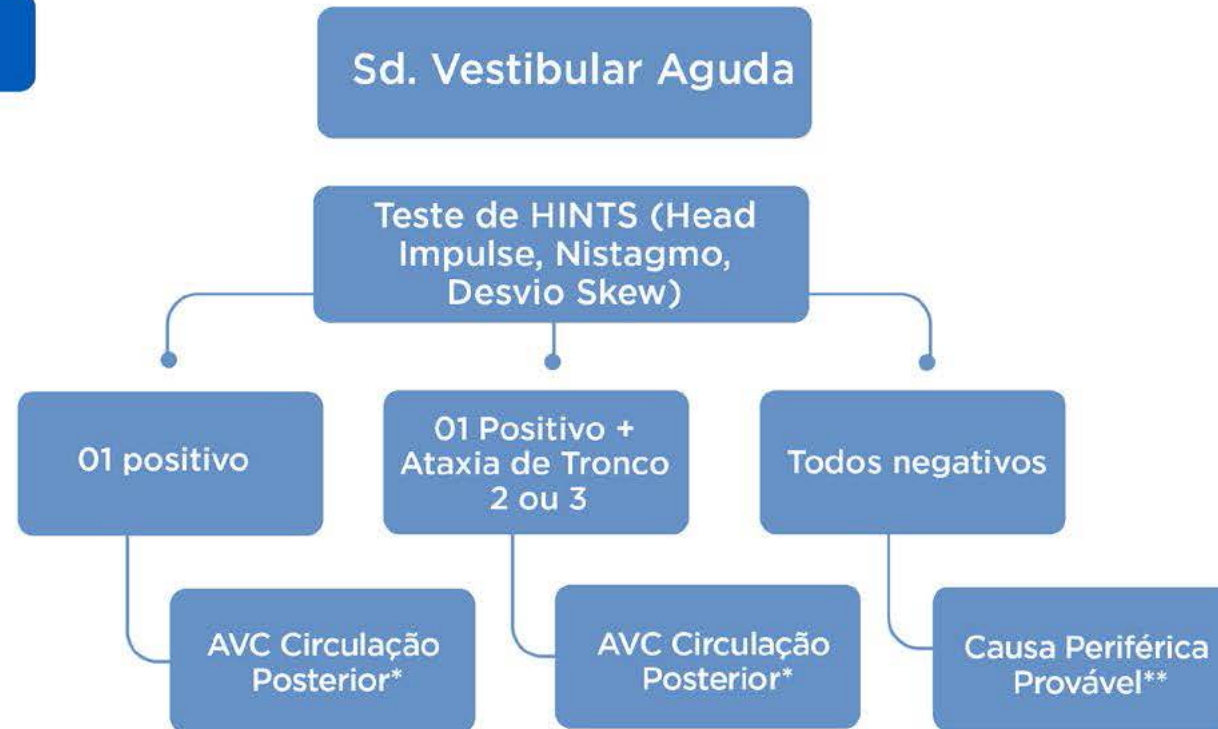 Sd. Vestibular Aguda
Teste de HINTS (Head
Impulse, Nistagmo,
Desvio Skew)
01 positivo
01 Positivo +
Ataxia de Tronco
2 ou 3
Todos negativos
AVC Circulação
Posterior*
AVC Circulação
Posterior*
Causa Periférica
Provável**